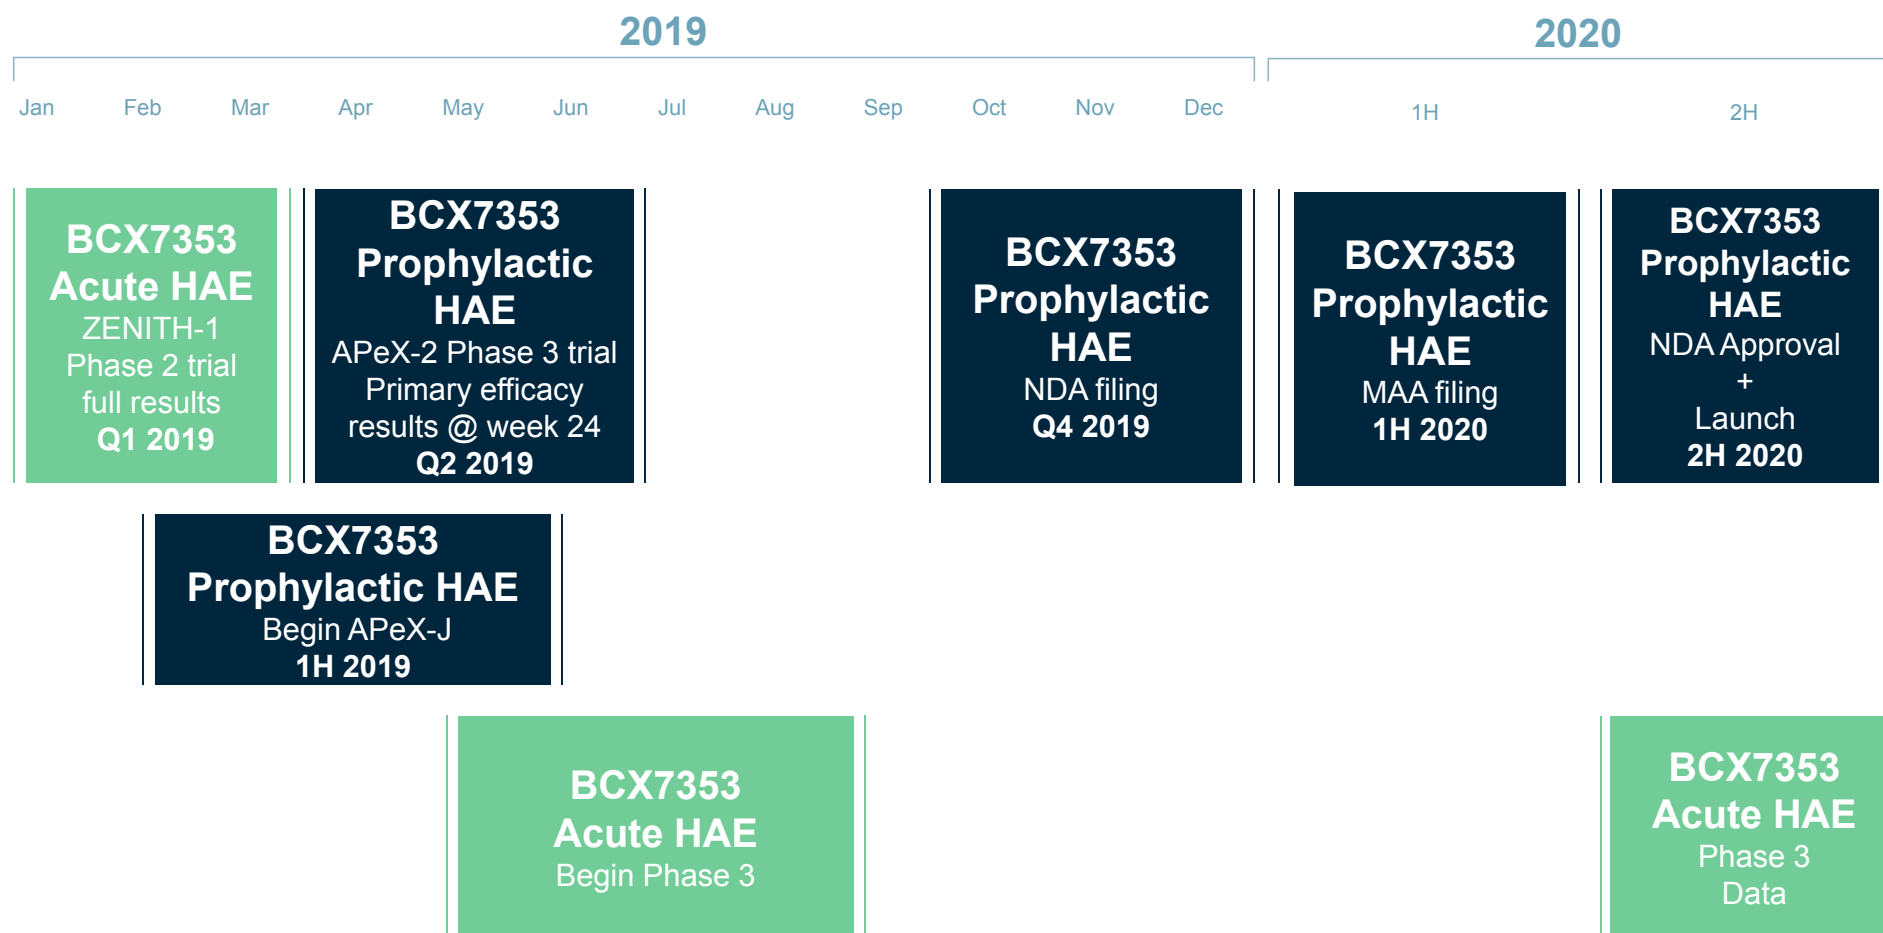 2019
2020
Jan Feb Mar Apr May Jun Jul Aug Sep Oct Nov Dec 1H 2H
BCX7353
Acute HAE
ZENITH-1
Phase 2 trial
full results
Q1 2019
BCX7353
Prophylactic
HAE
APeX-2 Phase 3 trial
Primary efficacy
results @ week 24
Q2 2019
BCX7353
Prophylactic
HAE
NDA filing
Q4 2019
BCX7353
Prophylactic
HAE
MAA filing
1H 2020
BCX7353
Prophylactic
HAE
NDA Approval
+
Launch
2H 2020
BCX7353
Prophylactic HAE
Begin APeX-J
1H 2019
BCX7353
Acute HAE
Begin Phase 3
BCX7353
Acute HAE
Phase 3
Data